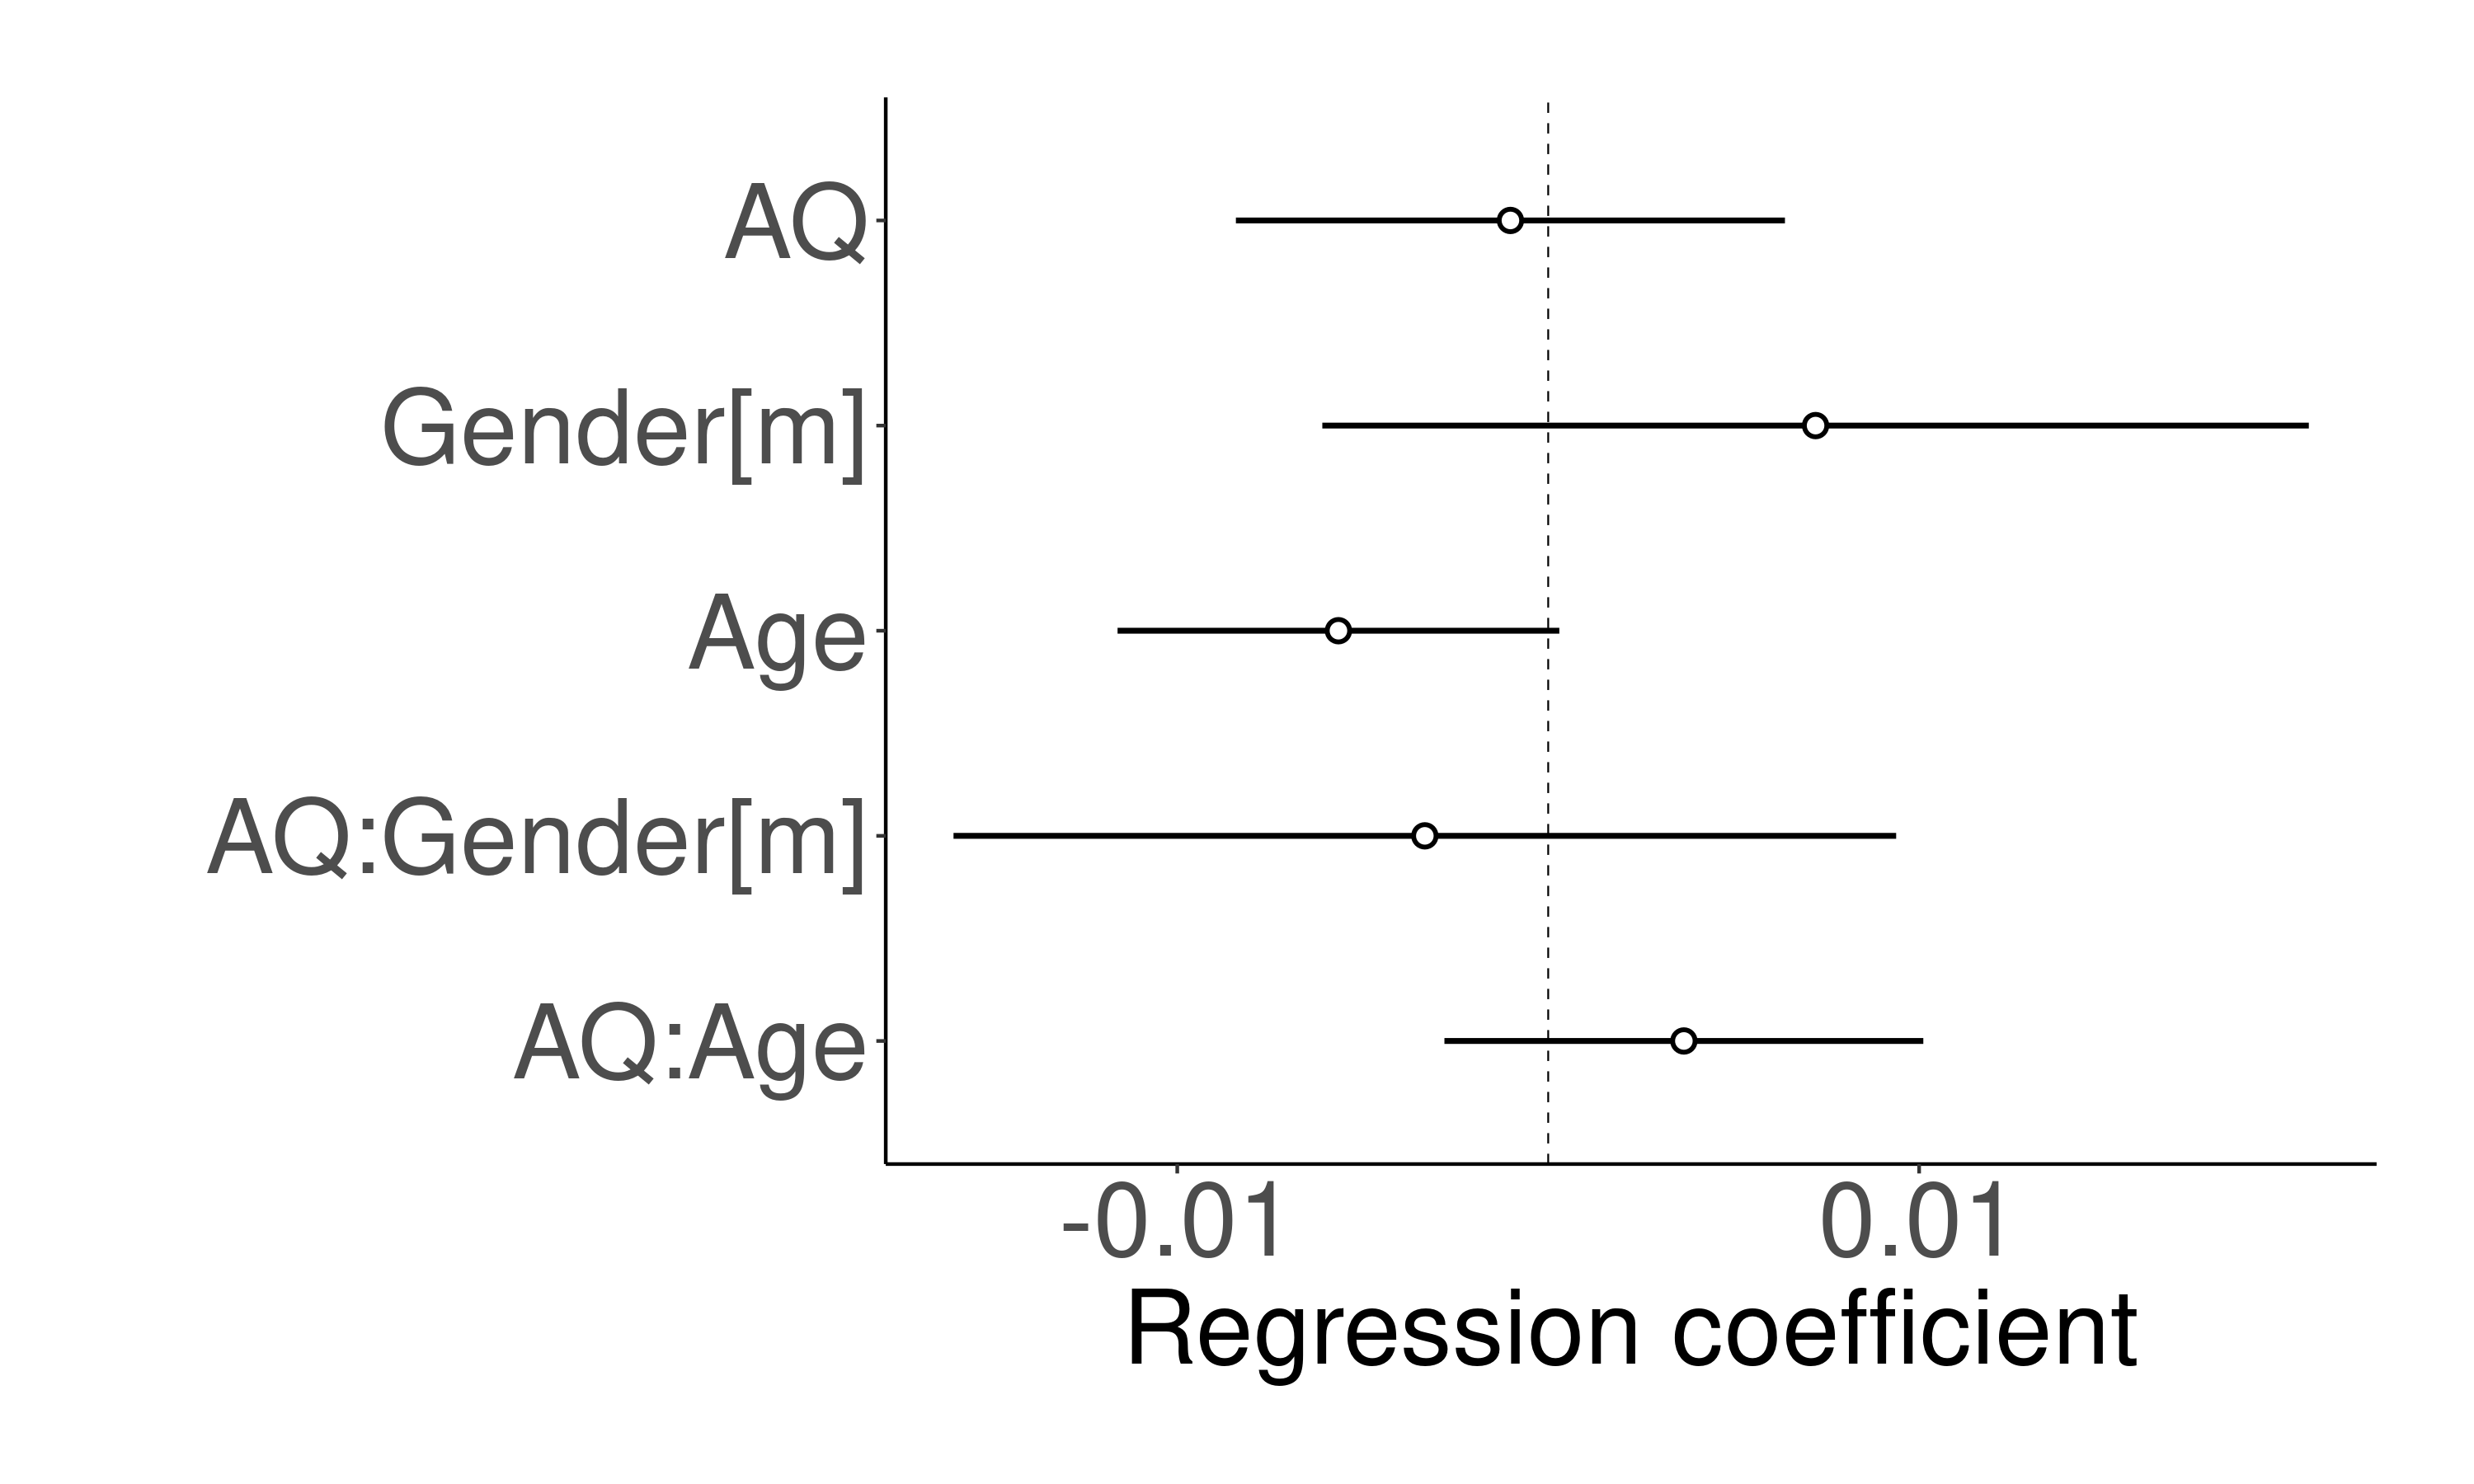 AQ
Gender[m]
Age
AQ:Gender[m]
AQ:Age
-0.01 0.01
Regression coefficient